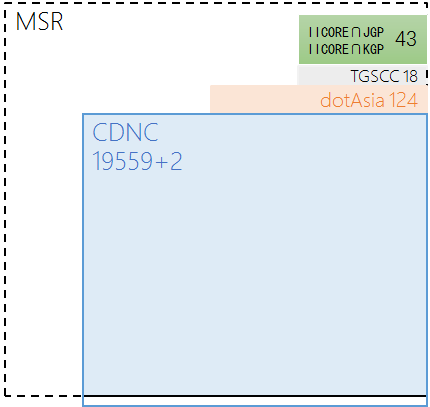 MSR
IICORE∩JGP
IICORE∩KGP
43
TGSCC 18
dotAsia 124
CDNC
19559+2